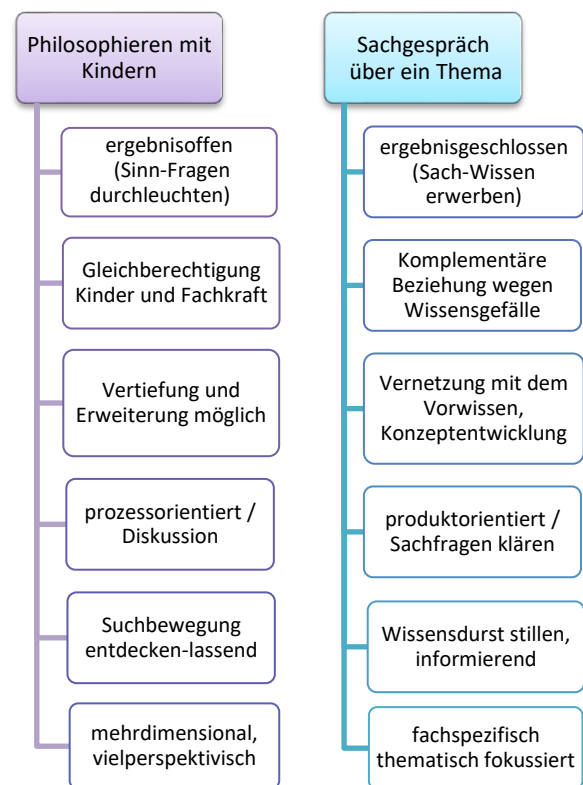 Philosophieren mit
Kindern
ergebnisoffen
(Sinn-Fragen
durchleuchten)
Gleichberechtigung
Kinder und Fachkraft
Vertiefung und
Erweiterung möglich
prozessorientiert /
Diskussion
Suchbewegung
entdecken-lassend
mehrdimensional,
vielperspektivisch
Sachgespräch
über ein Thema
ergebnisgeschlossen
(Sach-Wissen
erwerben)
Komplementäre
Beziehung wegen
Wissensgefälle
Vernetzung mit dem
Vorwissen,
Konzeptentwicklung
produktorientiert /
Sachfragen klären
Wissensdurst stillen,
informierend
fachspezifisch
thematisch fokussiert